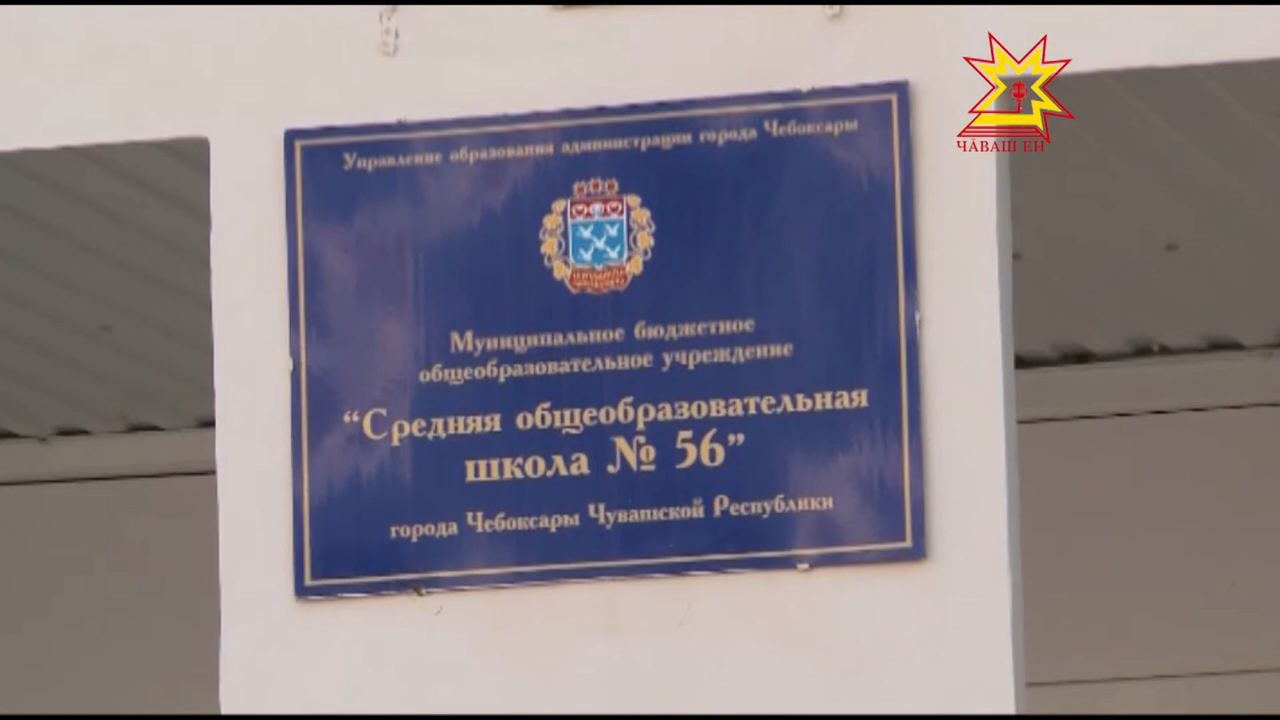 ЧӐВАШ ЕН
Управление образования администрации города Чебоксары
Муниципальное бюджетное
общеобразовательное учреждение
“Средняя общеобразовательная
школа № 56”
города Чебоксары Чувашской Республики